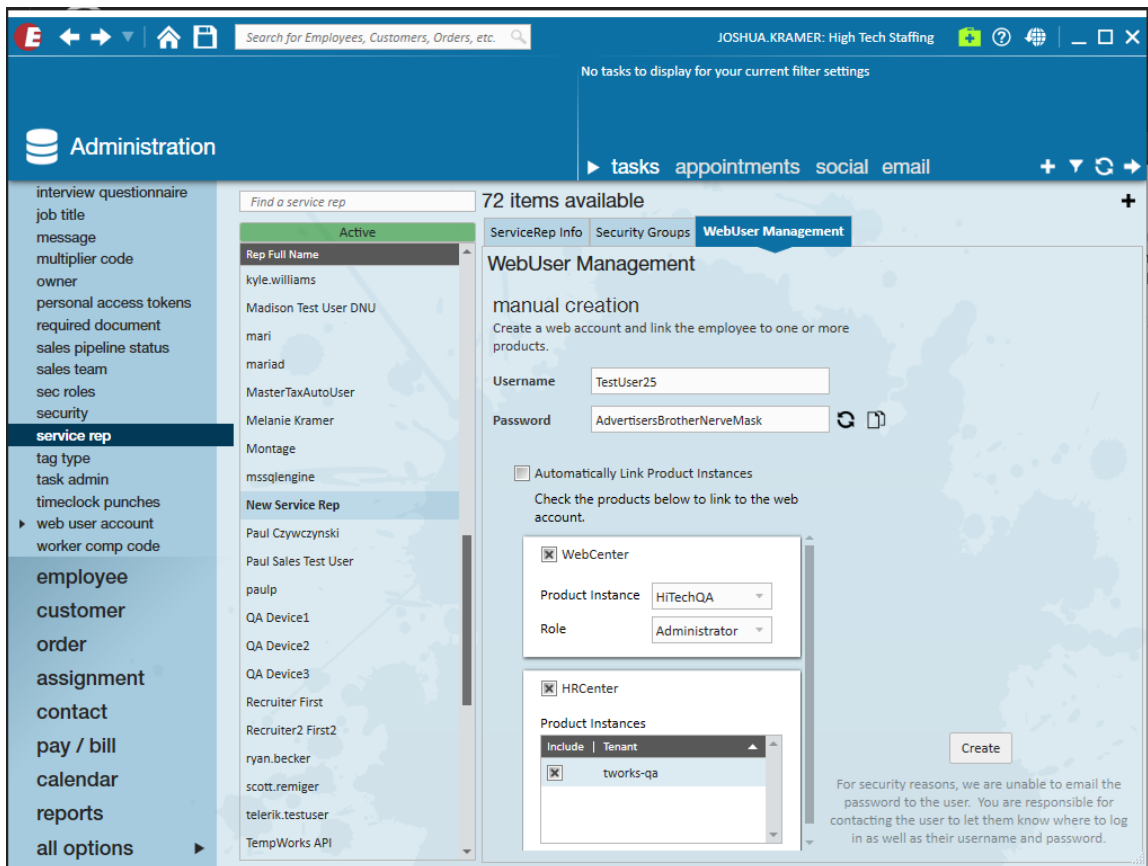 E
Search for Employees, Customers, Orders, etc.
JOSHUA.KRAMER: High Tech Staffing
No tasks to display for your current filter settings
Administration
tasks appointments social email
interview questionnaire
job title
message
multiplier code
owner
personal access tokens
required document
sales pipeline status
sales team
sec roles
security
service rep
tag type
task admin
timeclock punches
web user account
worker comp code
employee
customer
order
assignment
contact
pay / bill
calendar
reports
all options
Find a service rep
Active
Rep Full Name
kyle.williams
Madison Test User DNU
mari
mariad
MasterTaxAutoUser
Melanie Kramer
Montage
mssqlengine
New Service Rep
Paul Czywczynski
Paul Sales Test User
paulp
QA Device1
QA Device2
QA Device3
Recruiter First
Recruiter2 First2
ryan.becker
scott.remiger
telerik.testuser
TempWorks API
72 items available
ServiceRep Info Security Groups WebUser Management
WebUser Management
manual creation
Create a web account and link the employee to one or more
products.
Username TestUser25
Password AdvertisersBrotherNerveMask
Automatically Link Product Instances
Check the products below to link to the web
account.
WebCenter
Product Instance HiTechQA
Role Administrator
HRCenter
Product Instances
Include | Tenant
tworks-qa
Create
For security reasons, we are unable to email the
password to the user. You are responsible for
contacting the user to let them know where to log
in as well as their username and password.